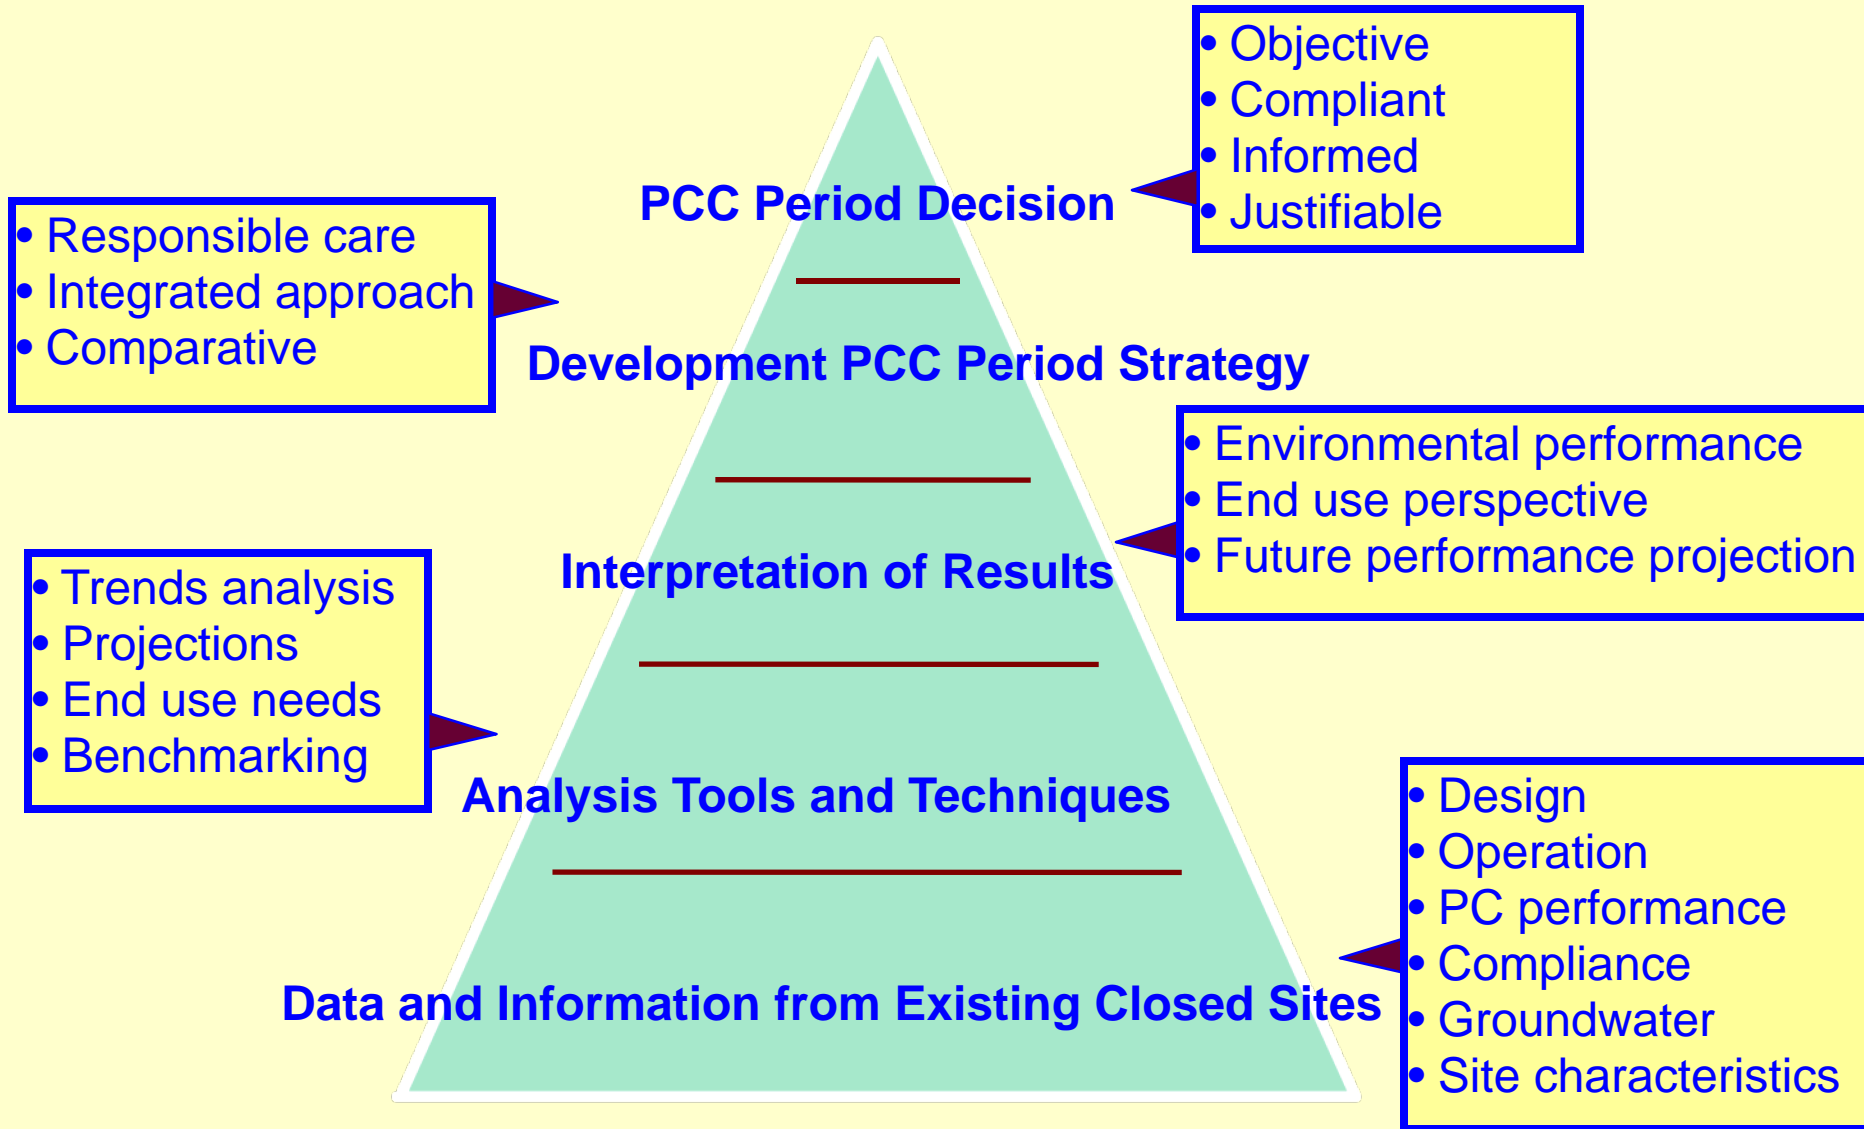 • Objective
• Compliant
• Informed
• Justifiable
PCC Period Decision
• Responsible care
• Integrated approach
• Comparative
Development PCC Period Strategy
• Environmental performance
• End use perspective
• Future performance projection
Interpretation of Results
• Trends analysis
• Projections
• End use needs
• Benchmarking
Analysis Tools and Techniques
• Design
• Operation
• PC performance
• Compliance
• Groundwater
• Site characteristics
Data and Information from Existing Closed Sites